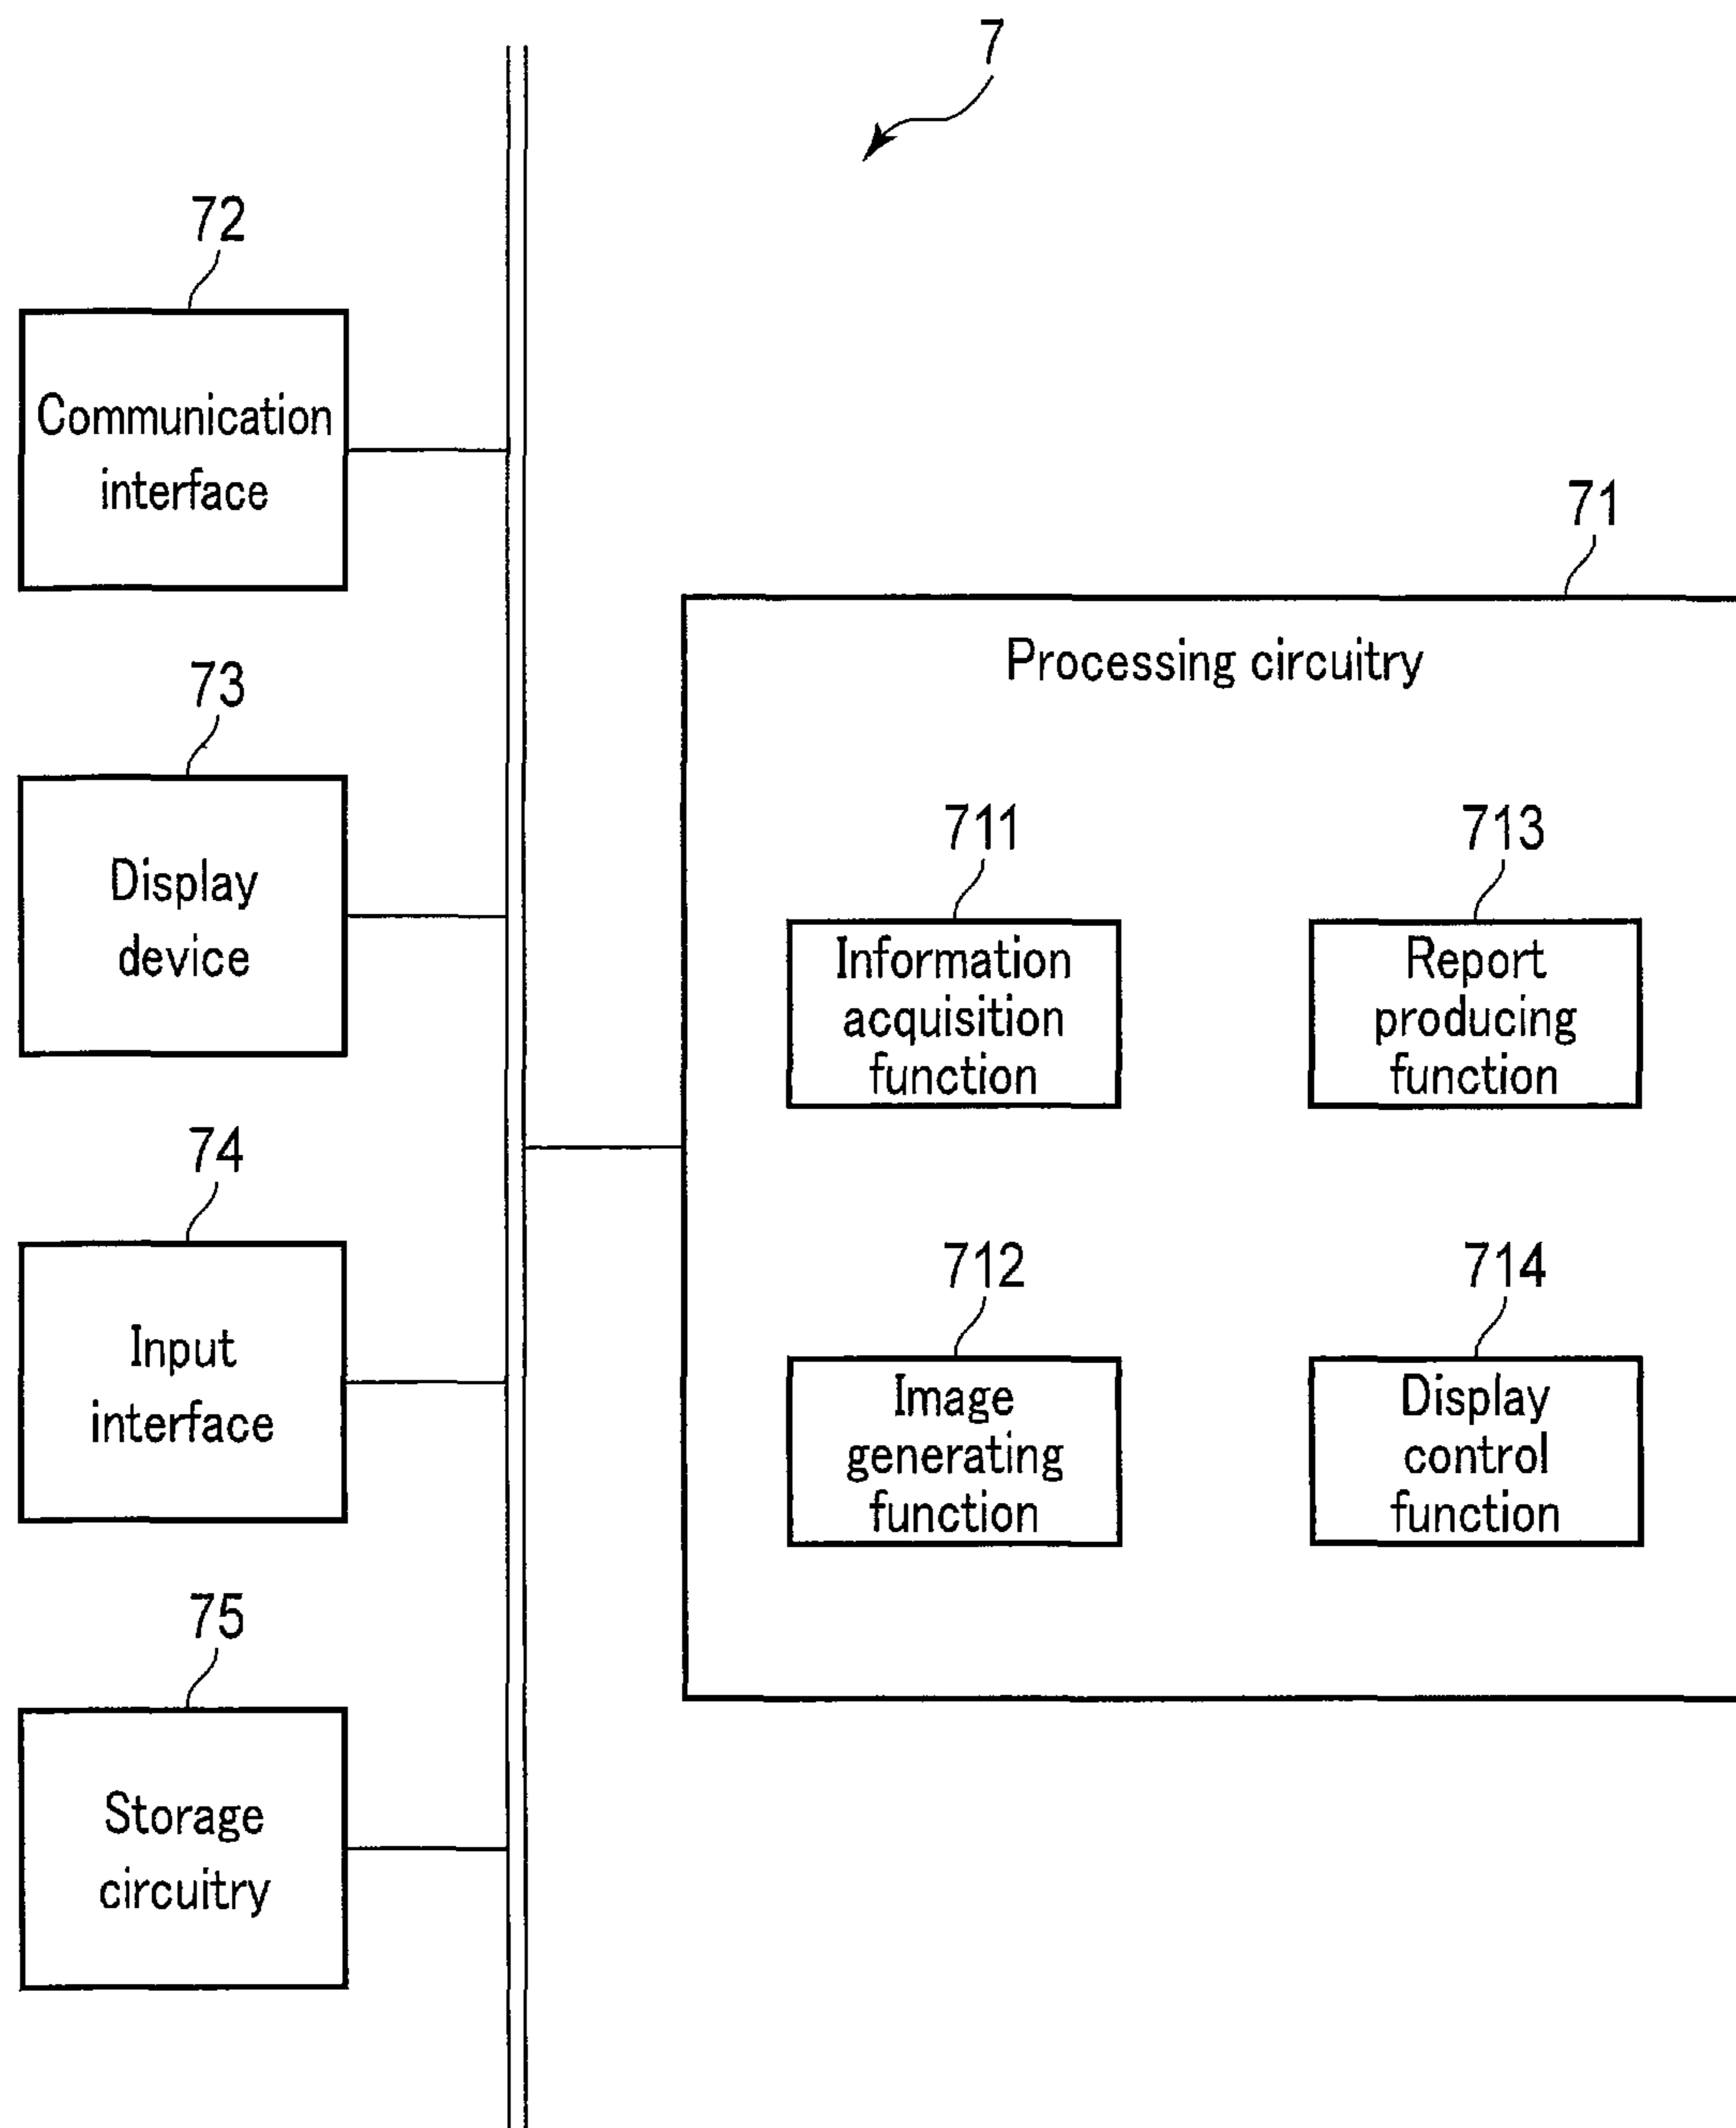 7
72
Communication
interface
73
Display
device
74
Input
interface
75
Storage
circuitry
71
Processing circuitry
711
Information
acquisition
function
713
Report
producing
function
712
Image
generating
function
714
Display
control
function